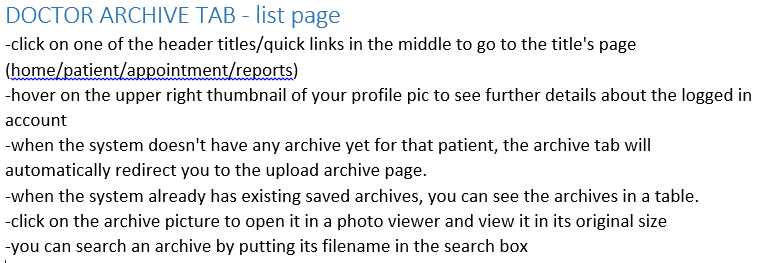 DOCTOR ARCHIVE TAB - list page
-click on one of the header titles/quick links in the middle to go to the title's page
(home/patient/appointment/reports)
-hover on the upper right thumbnail of your profile pic to see further details about the logged in
account
-when the system doesn't have any archive yet for that patient, the archive tab will
automatically redirect you to the upload archive page.
-when the system already has existing saved archives, you can see the archives in a table.
-click on the archive picture to open it in a photo viewer and view it in its original size
-you can search an archive by putting its filename in the search box